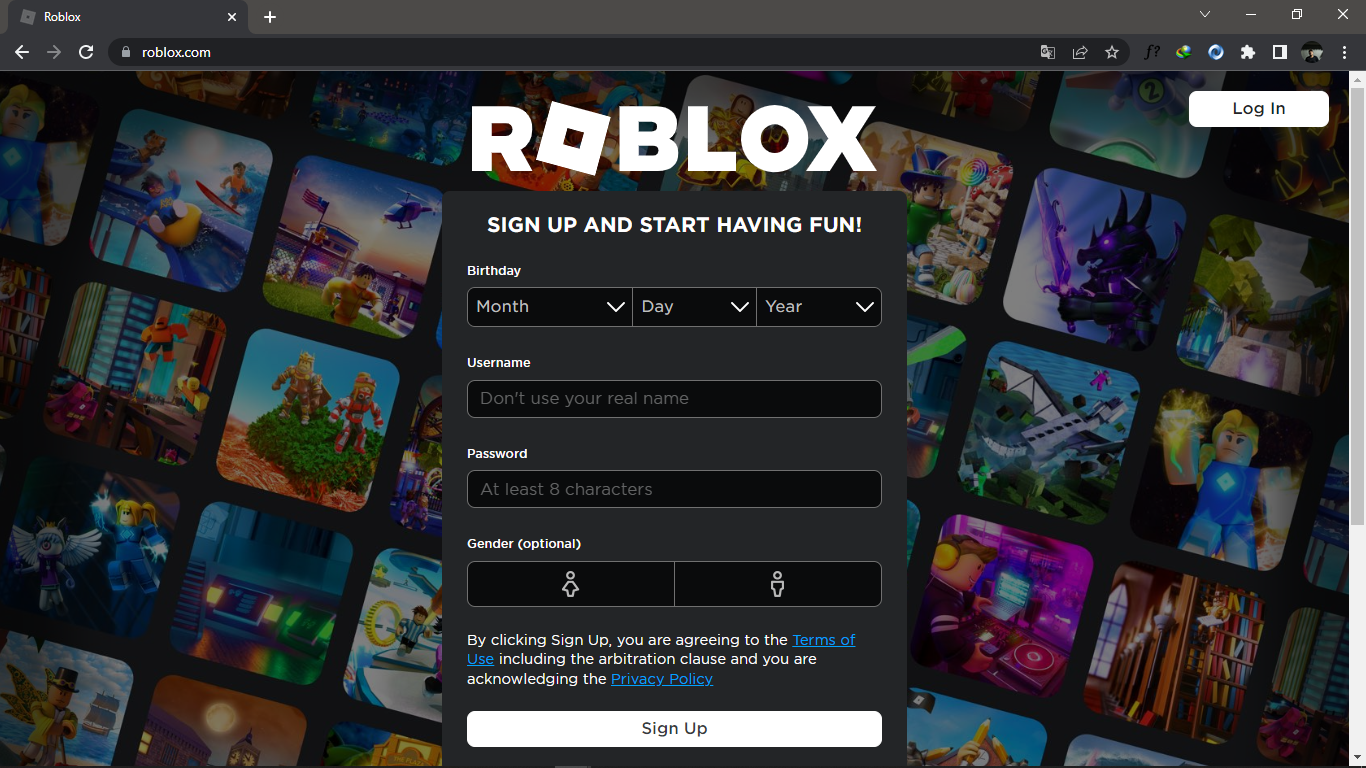 Roblox
roblox.com
f?
ROBLOX
Log In
SIGN UP AND START HAVING FUN!
Birthday
Month Day Year
Username
Don't use your real name
Password
At least 8 characters
Gender (optional)
By clicking Sign Up, you are agreeing to the Terms of
Use including the arbitration clause and you are
acknowledging the Privacy Policy
Sign Up